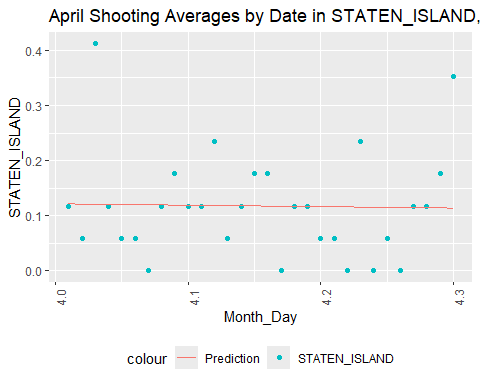 April Shooting Averages by Date in STATEN_ISLAND,
0.4
0.3
0.2
0.1
0.0
STATEN_ISLAND
4.0
4.1
4.2
4.3
Month_Day
colour
Prediction
STATEN_ISLAND